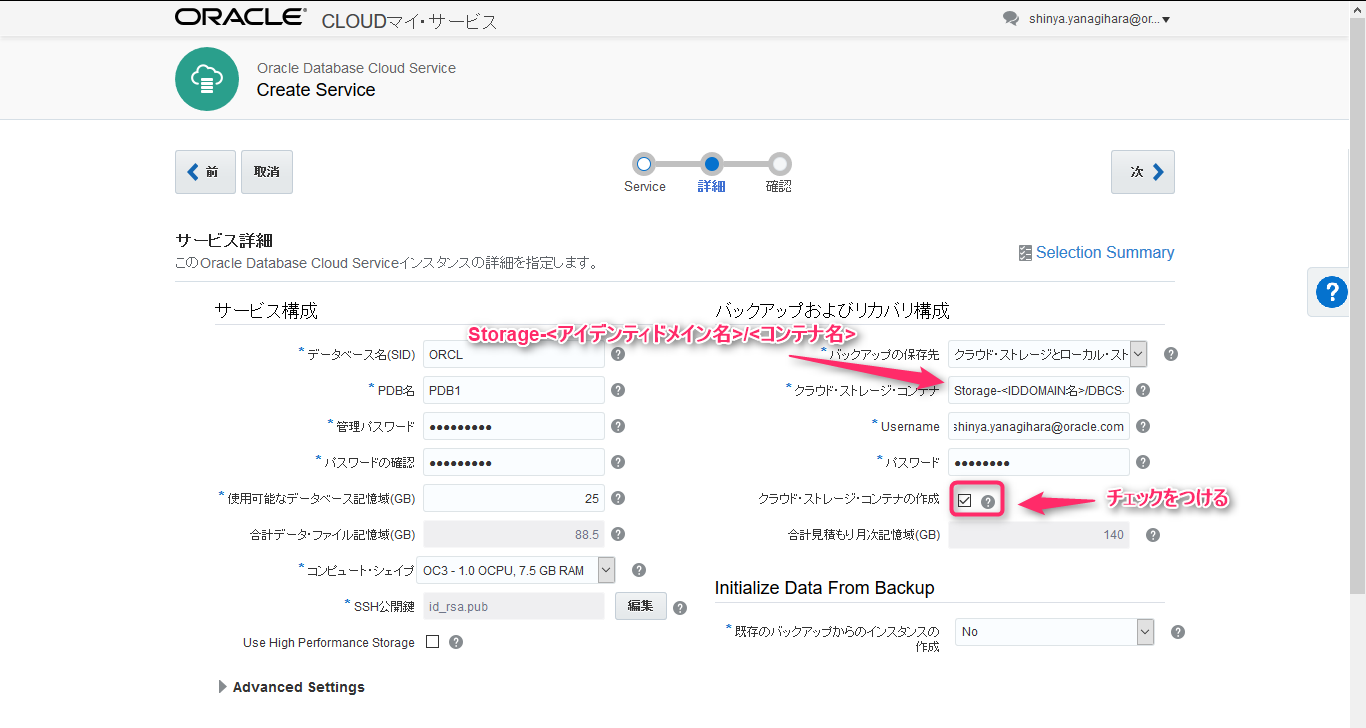 ORACLE® CLOUDマイ・サービス
shinya.yanagihara@or...
Oracle Database Cloud Service
Create Service
前
取消
Service
詳細
確認
次
サービス詳細
このOracle Database Cloud Serviceインスタンスの詳細を指定します。
Selection Summary
?
サービス構成
Storage-<アイデンティドメイン名>/<コンテナ名>
*データベース名(SID) ORCL ?
*PDB名 PDB1 ?
*管理パスワード ●●●●●●●●● ?
*パスワードの確認 ●●●●●●●●● ?
*使用可能なデータベース記憶域(GB) 25 ?
合計データ・ファイル記憶域(GB) 88.5 ?
*コンピュート・シェイプ OC3 - 1.0 OCPU, 7.5 GB RAM ?
*SSH公開鍵 id_rsa.pub 編集 ?
Use High Performance Storage ?
Advanced Settings
バックアップおよびリカバリ構成
*バックアップの保存先 クラウド・ストレージとローカル・スト ?
*クラウド・ストレージ・コンテナ Storage-<IDDOMAIN名>/DBCS- ?
*Username shinya.yanagihara@oracle.com ?
*パスワード ●●●●●●●● ?
クラウド・ストレージ・コンテナの作成 ? チェックをつける
合計見積もり月次記憶域(GB) 140 ?
Initialize Data From Backup
*既存のバックアップからのインスタンスの
作成
No ?